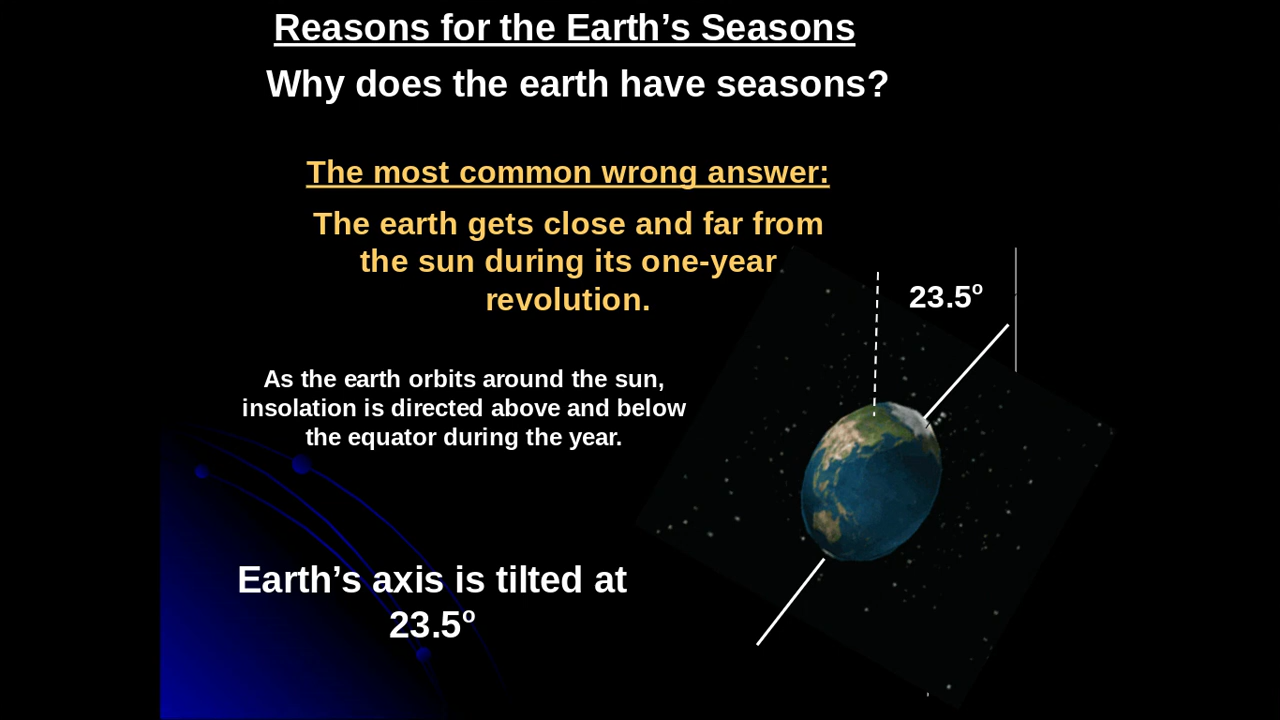 Reasons for the Earth’s Seasons
Why does the earth have seasons?
The most common wrong answer:
The earth gets close and far from
the sun during its one-year
revolution.
23.5º
As the earth orbits around the sun,
insolation is directed above and below
the equator during the year.
Earth’s axis is tilted at
23.5º